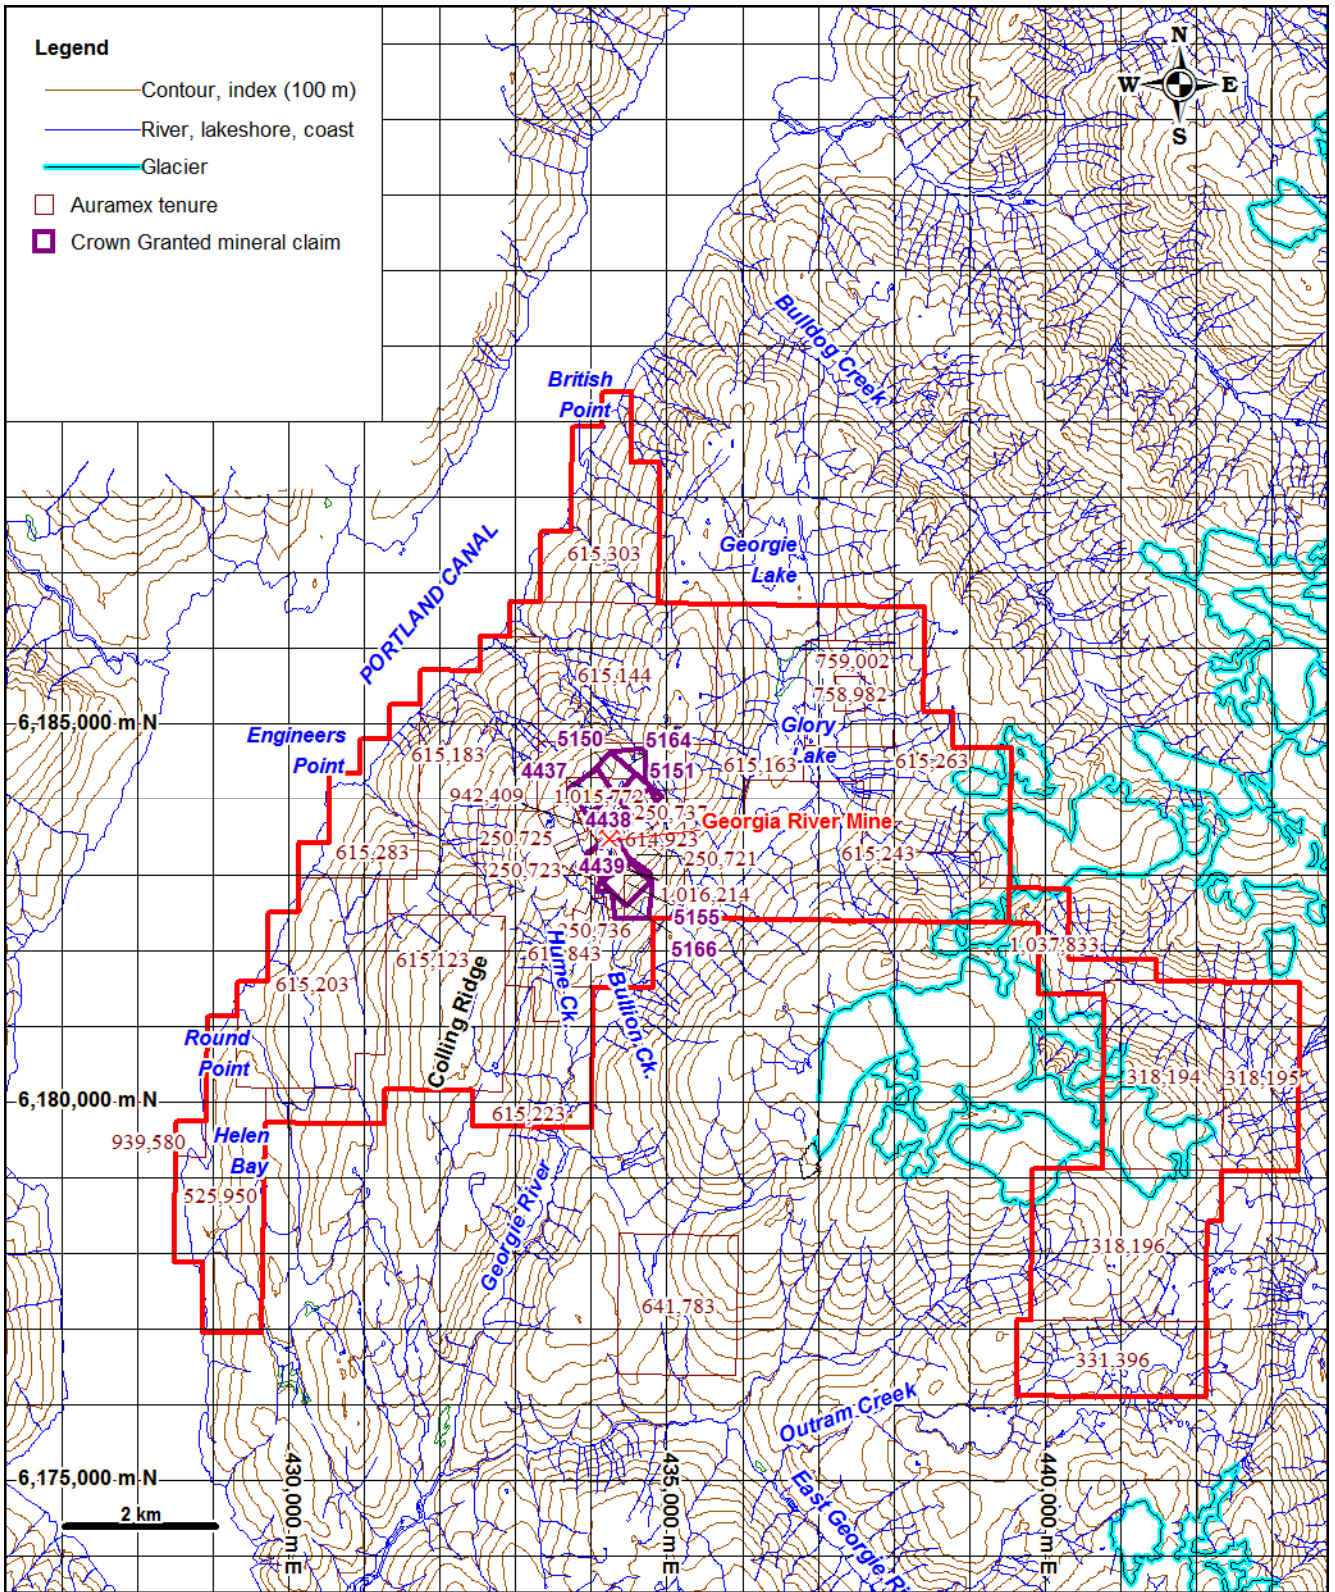 Legend
Contour, index (100 m)
River, lakeshore, coast
Glacier
Auramex tenure
Crown Granted mineral claim
N
W
E
S
Bulldog Creek
British
Point
PORTLAND CANAL
615,303
Georgie
Lake
759,002
615,144
758,982
6,185,000 m N
Engineers
Point
5150
5164
Glory
Lake
615,183
4437
5151
615,163
615,263
942,409
1,015,772
250,737
4438
Georgia River Mine
250,725
614,923
615,283
250,723
4439
250,721
615,243
1,016,214
5155
750,736
5166
1,037,833
615,123
Hume Ck.
Bullion Ck.
615,203
Colling Ridge
Round
Point
318,194
318,195
6,180,000 m N
615,223
939,580
Helen
Bay
525,950
Georgie River
318,196
641,783
331,396
Outram Creek
6,175,000 m N
430,000 m E
435,000 m E
440,000 m E
East Georgie Ri
2 km